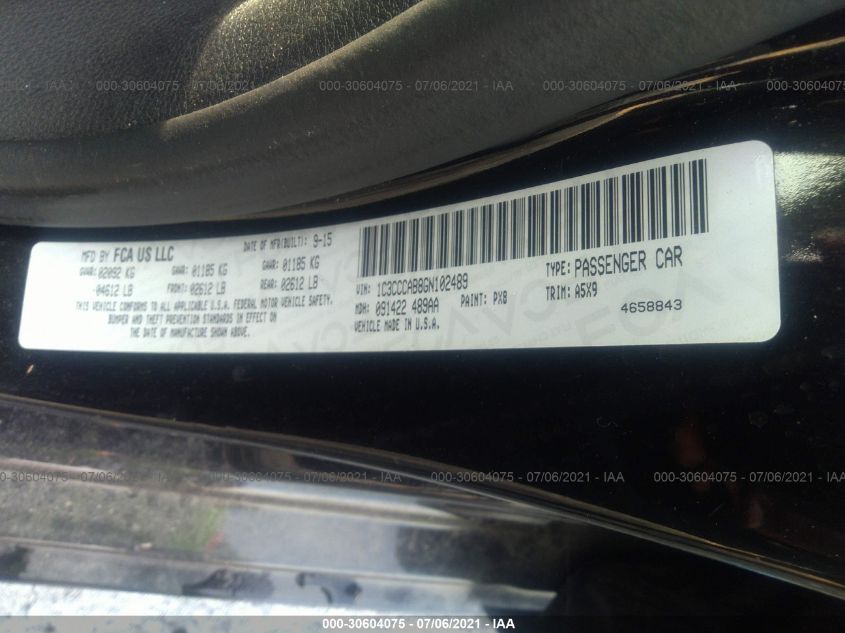 000-30604075 - 07/06/2021 - IAA
000-30604075 - 07/06/2021 - IAA
000-30604075 - 07/06/2021 - IAA
MFD BY FCA US LLC
DATE OF MFR(BUILT): 9-15
GVWR: 02092 KG GAWR: 01185 KG GAWR: 01185 KG
-04612 LB FRONT: 02612 LB REAR: 02612 LB
THIS VEHICLE CONFORMS TO ALL APPLICABLE U.S.A. FEDERAL MOTOR VEHICLE SAFETY,
BUMPER AND THEFT PREVENTION STANDARDS IN EFFECT ON
THE DATE OF MANUFACTURE SHOWN ABOVE.
VIN: 1C3CCCAB8GN102489 TYPE: PASSENGER CAR
MDH: 091422 489AA PAINT: PX8 TRIM: A5X9
VEHICLE MADE IN U.S.A. 4658843
000-30604075 - 07/06/2021 - IAA
000-30604075 - 07/06/2021 - IAA
000-30604075 - 07/06/2021 - IAA
000-30604075 - 07/06/2021 - IAA